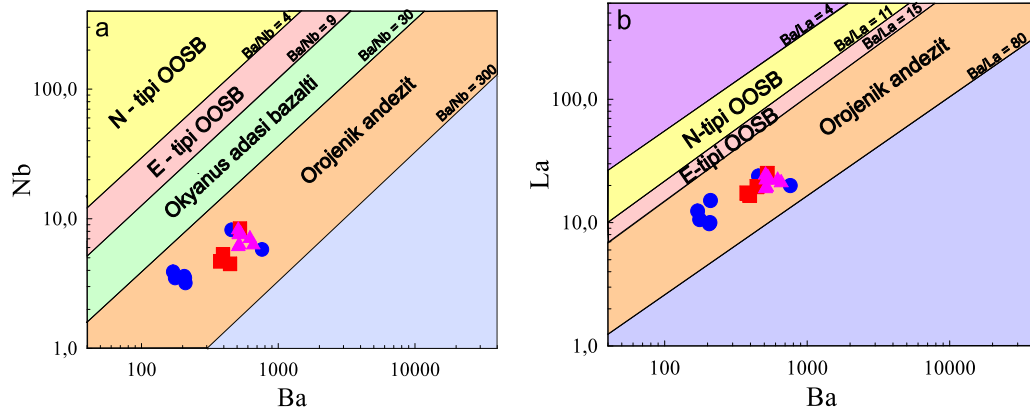 a
Ba/Nb = 4
Ba/Nb = 9
Ba/Nb = 30
Ba/Nb = 300
N - tipi OOSB
E - tipi OOSB
Okyanus adasi bazalti
Orojenik andezit
Nb
100,0
10,0
1,0
100
1000
10000
Ba
b
Ba/La = 4
Ba/La = 11
Ba/La = 15
Ba/La = 80
N-tipi OOSB
E-tipi OOSB
Orojenik andezit
La
100,0
10,0
1,0
100
1000
10000
Ba